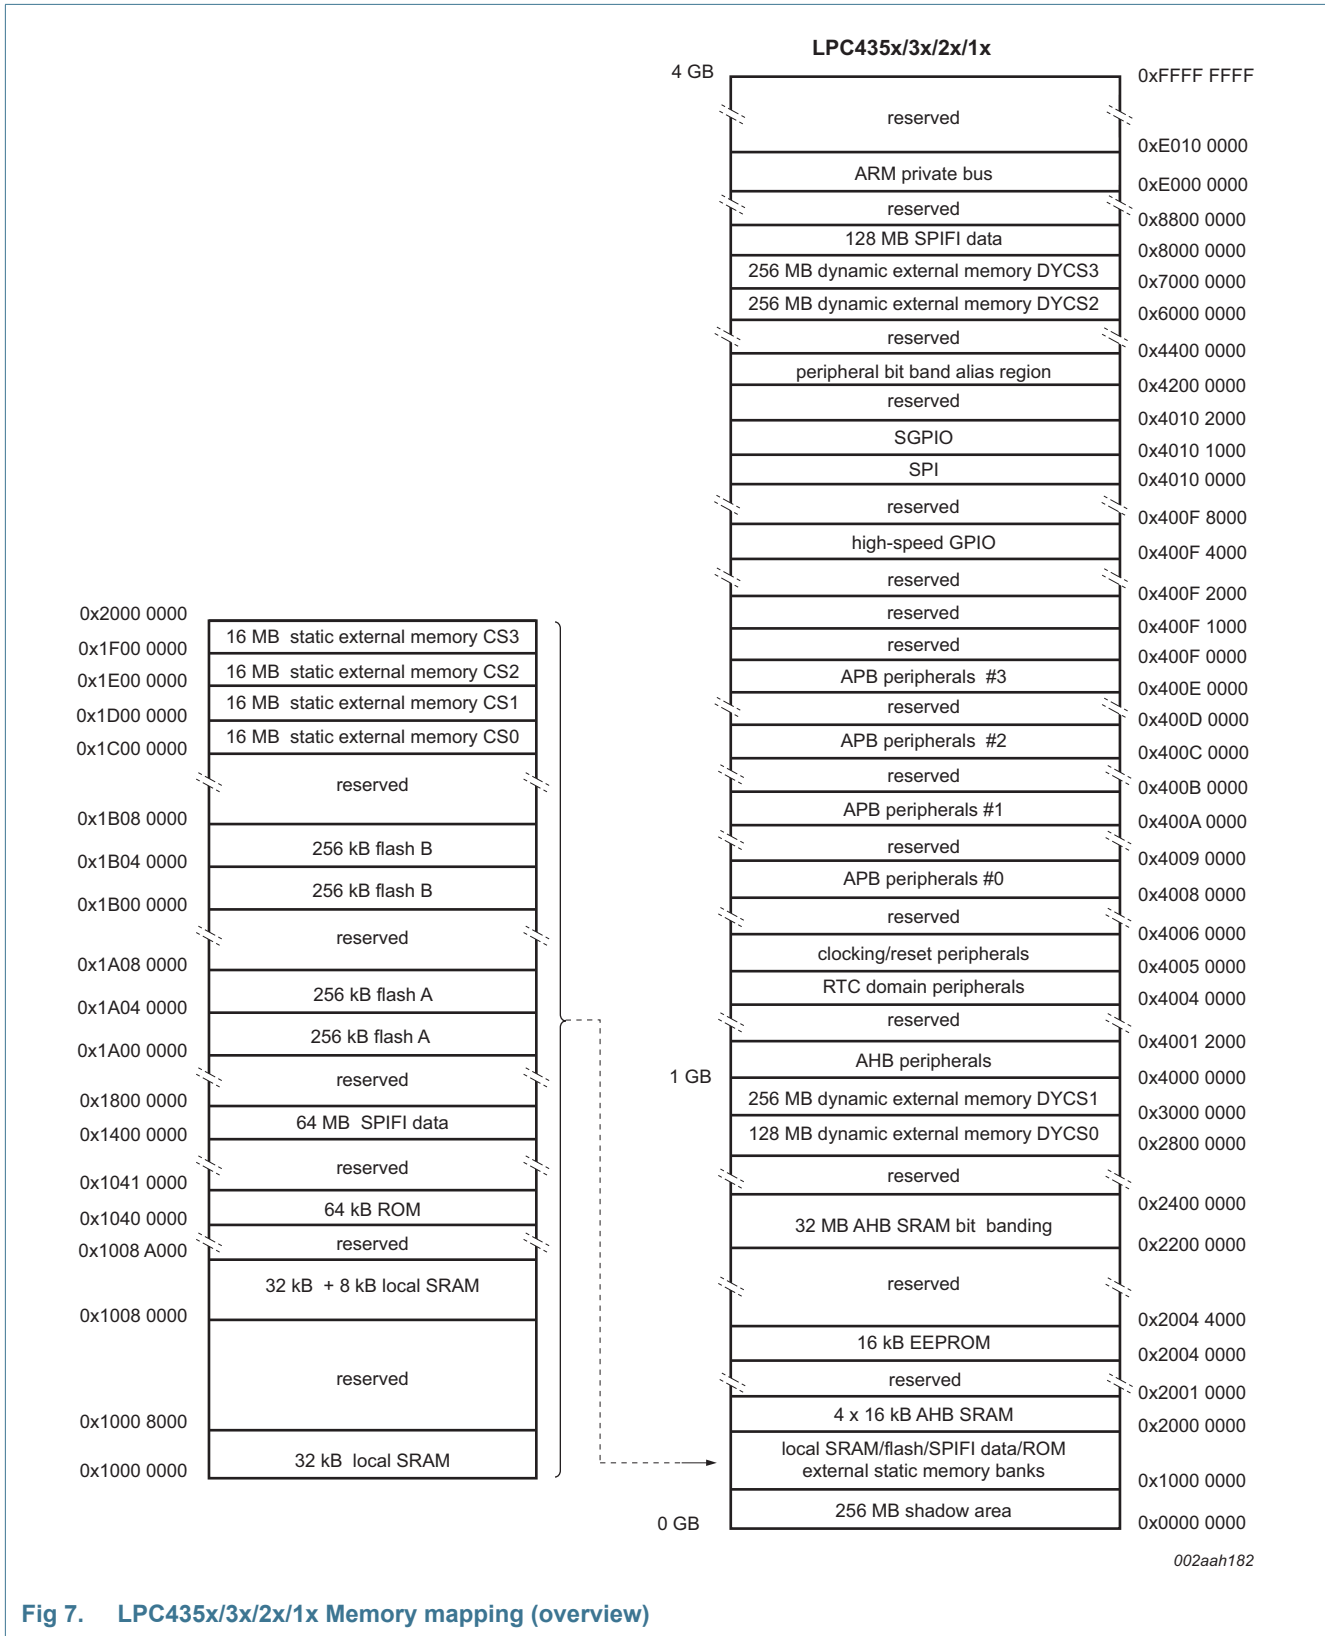 LPC435x/3x/2x/1x
4 GB
0xFFFF FFFF
reserved
0xE010 0000
ARM private bus
0xE000 0000
reserved
0x8800 0000
128 MB SPIFI data
0x8000 0000
256 MB dynamic external memory DYCS3
0x7000 0000
256 MB dynamic external memory DYCS2
0x6000 0000
reserved
0x4400 0000
peripheral bit band alias region
0x4200 0000
reserved
0x4010 2000
SGPIO
0x4010 1000
SPI
0x4010 0000
reserved
0x400F 8000
high-speed GPIO
0x400F 4000
reserved
0x400F 2000
reserved
0x400F 1000
reserved
0x400F 0000
APB peripherals #3
0x400E 0000
reserved
0x400D 0000
APB peripherals #2
0x400C 0000
reserved
0x400B 0000
APB peripherals #1
0x400A 0000
reserved
0x4009 0000
APB peripherals #0
0x4008 0000
reserved
0x4006 0000
clocking/reset peripherals
0x4005 0000
RTC domain peripherals
0x4004 0000
reserved
0x4001 2000
AHB peripherals
1 GB
0x4000 0000
256 MB dynamic external memory DYCS1
0x3000 0000
128 MB dynamic external memory DYCS0
0x2800 0000
reserved
0x2400 0000
32 MB AHB SRAM bit banding
0x2200 0000
reserved
0x2004 4000
16 kB EEPROM
0x2004 0000
reserved
0x2001 0000
4 x 16 kB AHB SRAM
0x2000 0000
local SRAM/flash/SPIFI data/ROM
external static memory banks
0x1000 0000
256 MB shadow area
0 GB
0x0000 0000
0x2000 0000
16 MB static external memory CS3
0x1F00 0000
16 MB static external memory CS2
0x1E00 0000
16 MB static external memory CS1
0x1D00 0000
16 MB static external memory CS0
0x1C00 0000
reserved
0x1B08 0000
256 kB flash B
0x1B04 0000
256 kB flash B
0x1B00 0000
reserved
0x1A08 0000
256 kB flash A
0x1A04 0000
256 kB flash A
0x1A00 0000
reserved
0x1800 0000
64 MB SPIFI data
0x1400 0000
reserved
0x1041 0000
64 kB ROM
0x1040 0000
reserved
0x1008 A000
32 kB + 8 kB local SRAM
0x1008 0000
reserved
0x1000 8000
32 kB local SRAM
0x1000 0000
002aah182
Fig 7. LPC435x/3x/2x/1x Memory mapping (overview)